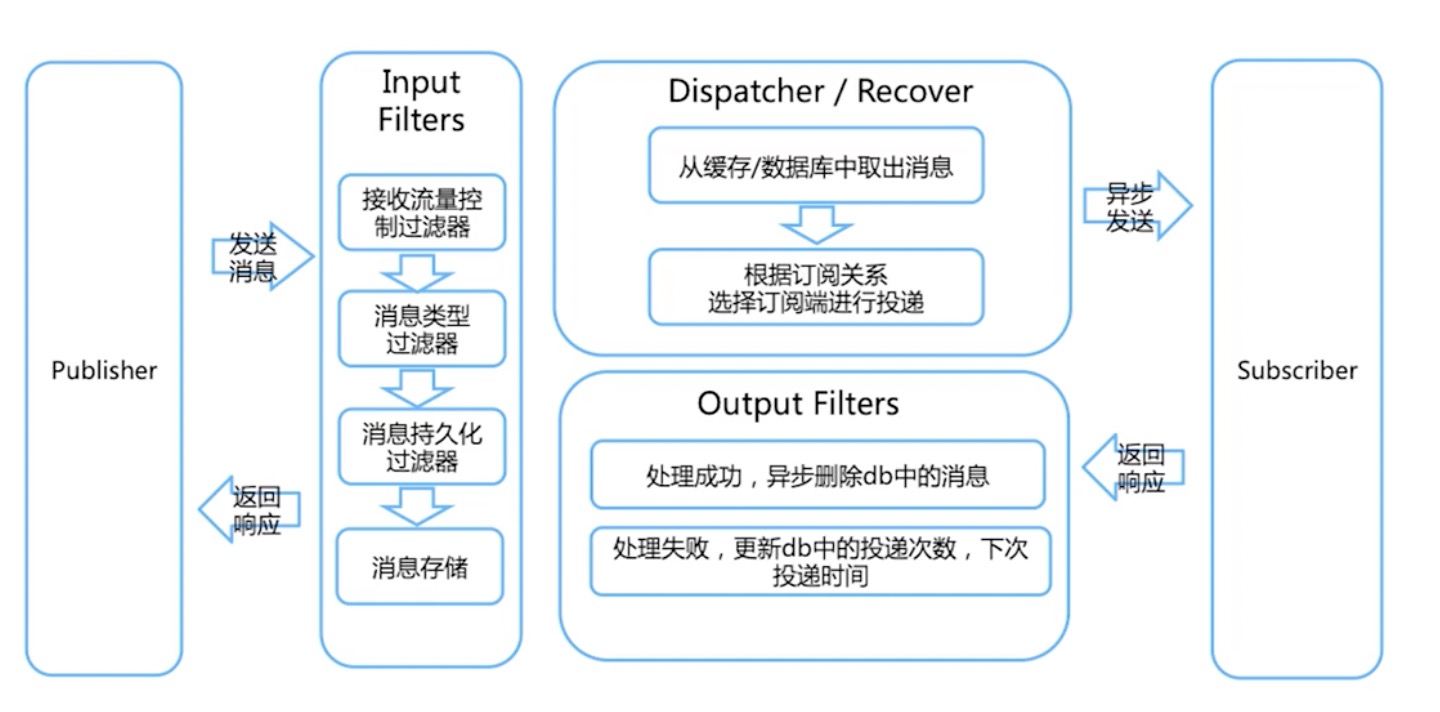 Publisher
发送
消息
返回
响应
Input
Filters
接收流量控
制过滤器
消息类型
过滤器
消息持久化
过滤器
消息存储
Dispatcher / Recover
从缓存/数据库中取出消息
根据订阅关系
选择订阅端进行投递
Output Filters
处理成功，异步删除db中的消息
处理失败，更新db中的投递次数，下次
投递时间
异步
发送
返回
响应
Subscriber